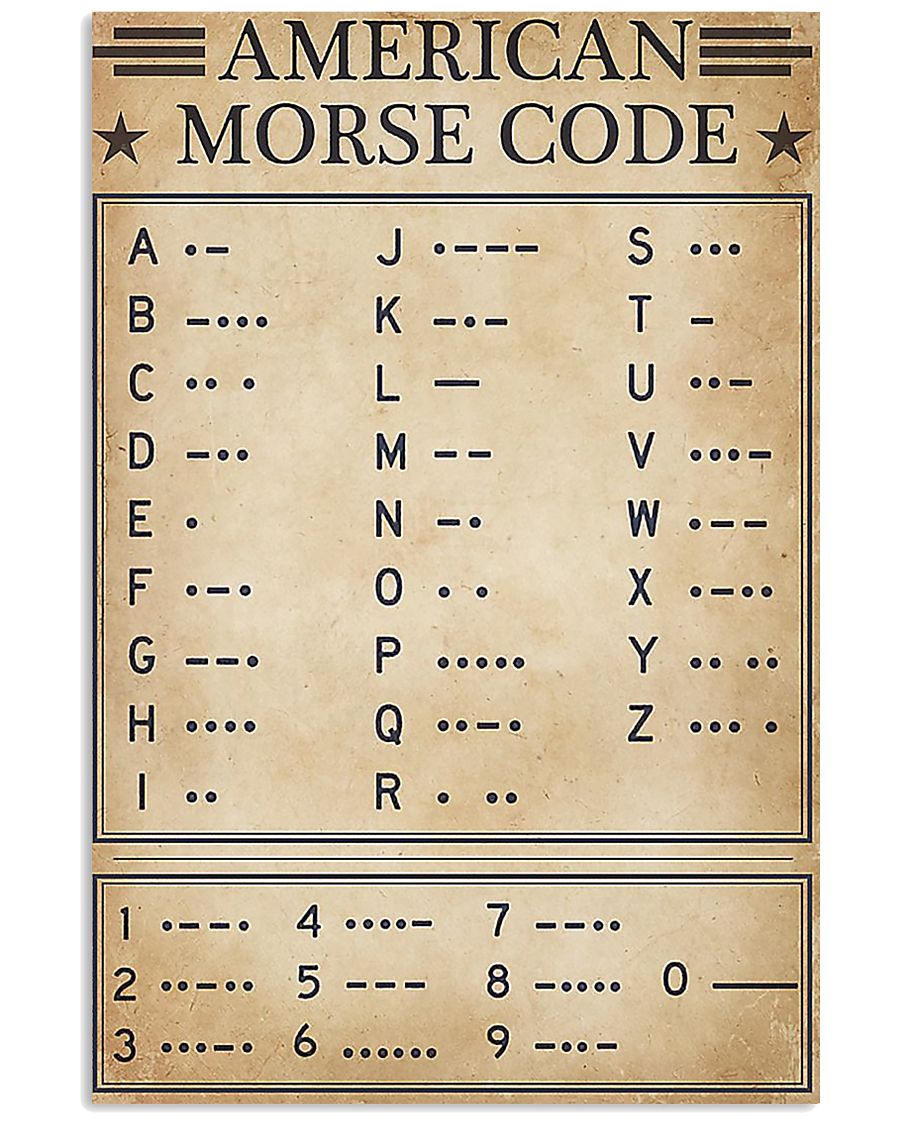 AMERICAN
MORSE CODE
A •– J •––– S •••
B –••• K –•– T –
C •• • L — U ••–
D –•• M –– V •••–
E • N –• W •––
F •–• O • • X •–••
G ––• P ••••• Y •• ••
H •••• Q ••–• Z ••• •
I •• R • ••
1 •––• 4 ••••– 7 ––••
2 ••–•• 5 ––– 8 –•••• 0 ——
3 •••–• 6 •••••• 9 –••–